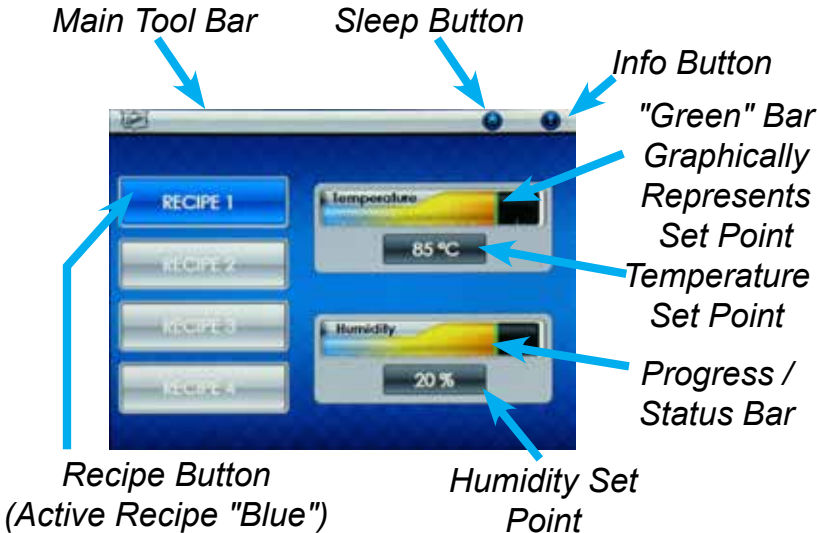 Main Tool Bar
Sleep Button
Info Button
"Green" Bar
Graphically
Represents
Set Point
Temperature
Set Point
Progress /
Status Bar
Humidity Set
Point
Recipe Button
(Active Recipe "Blue")
RECIPE 1
RECIPE 2
RECIPE 3
RECIPE 4
Temperature
85 °C
Humidity
20 %